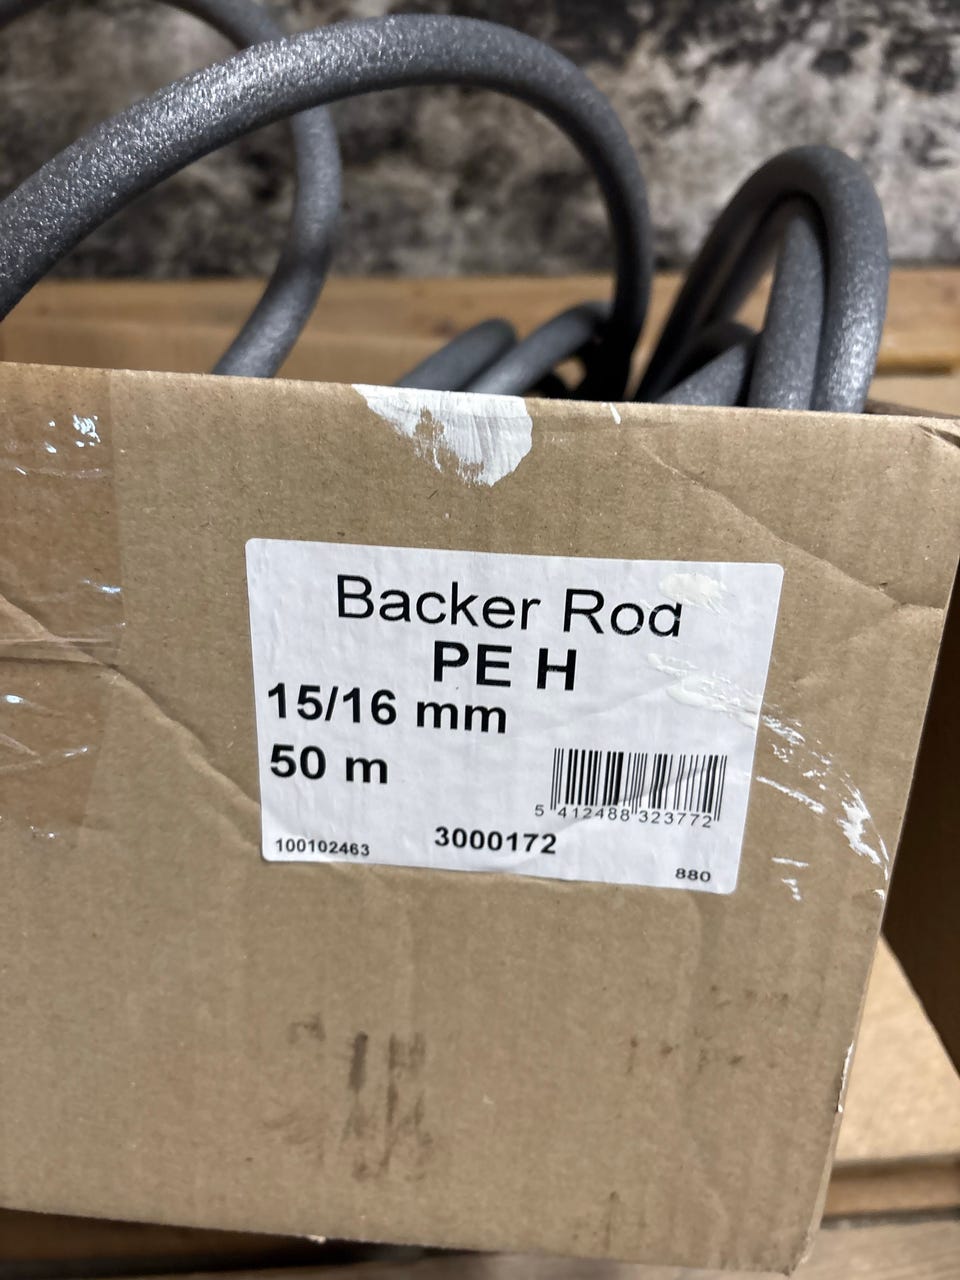 Backer Rod
PE H
15/16 mm
50 m
5 412488 323772
100102463 3000172
880